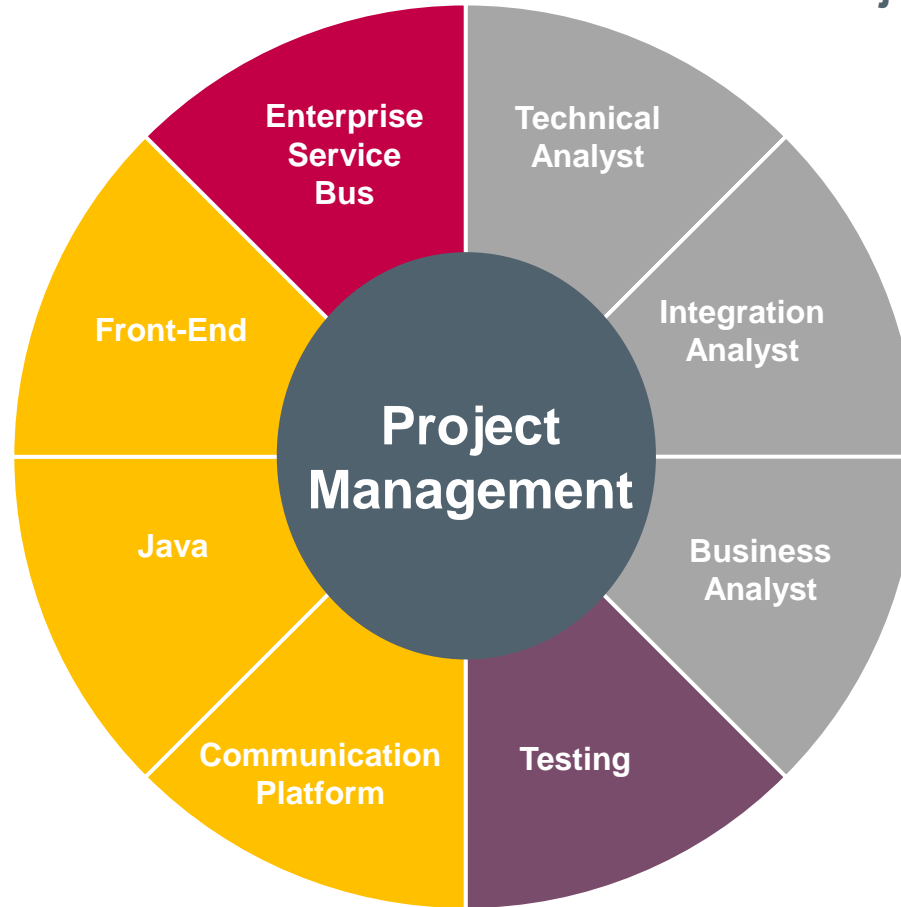 Enterprise
Service
Bus
Technical
Analyst
Front-End
Integration
Analyst
Project
Management
Java
Business
Analyst
Communication
Platform
Testing